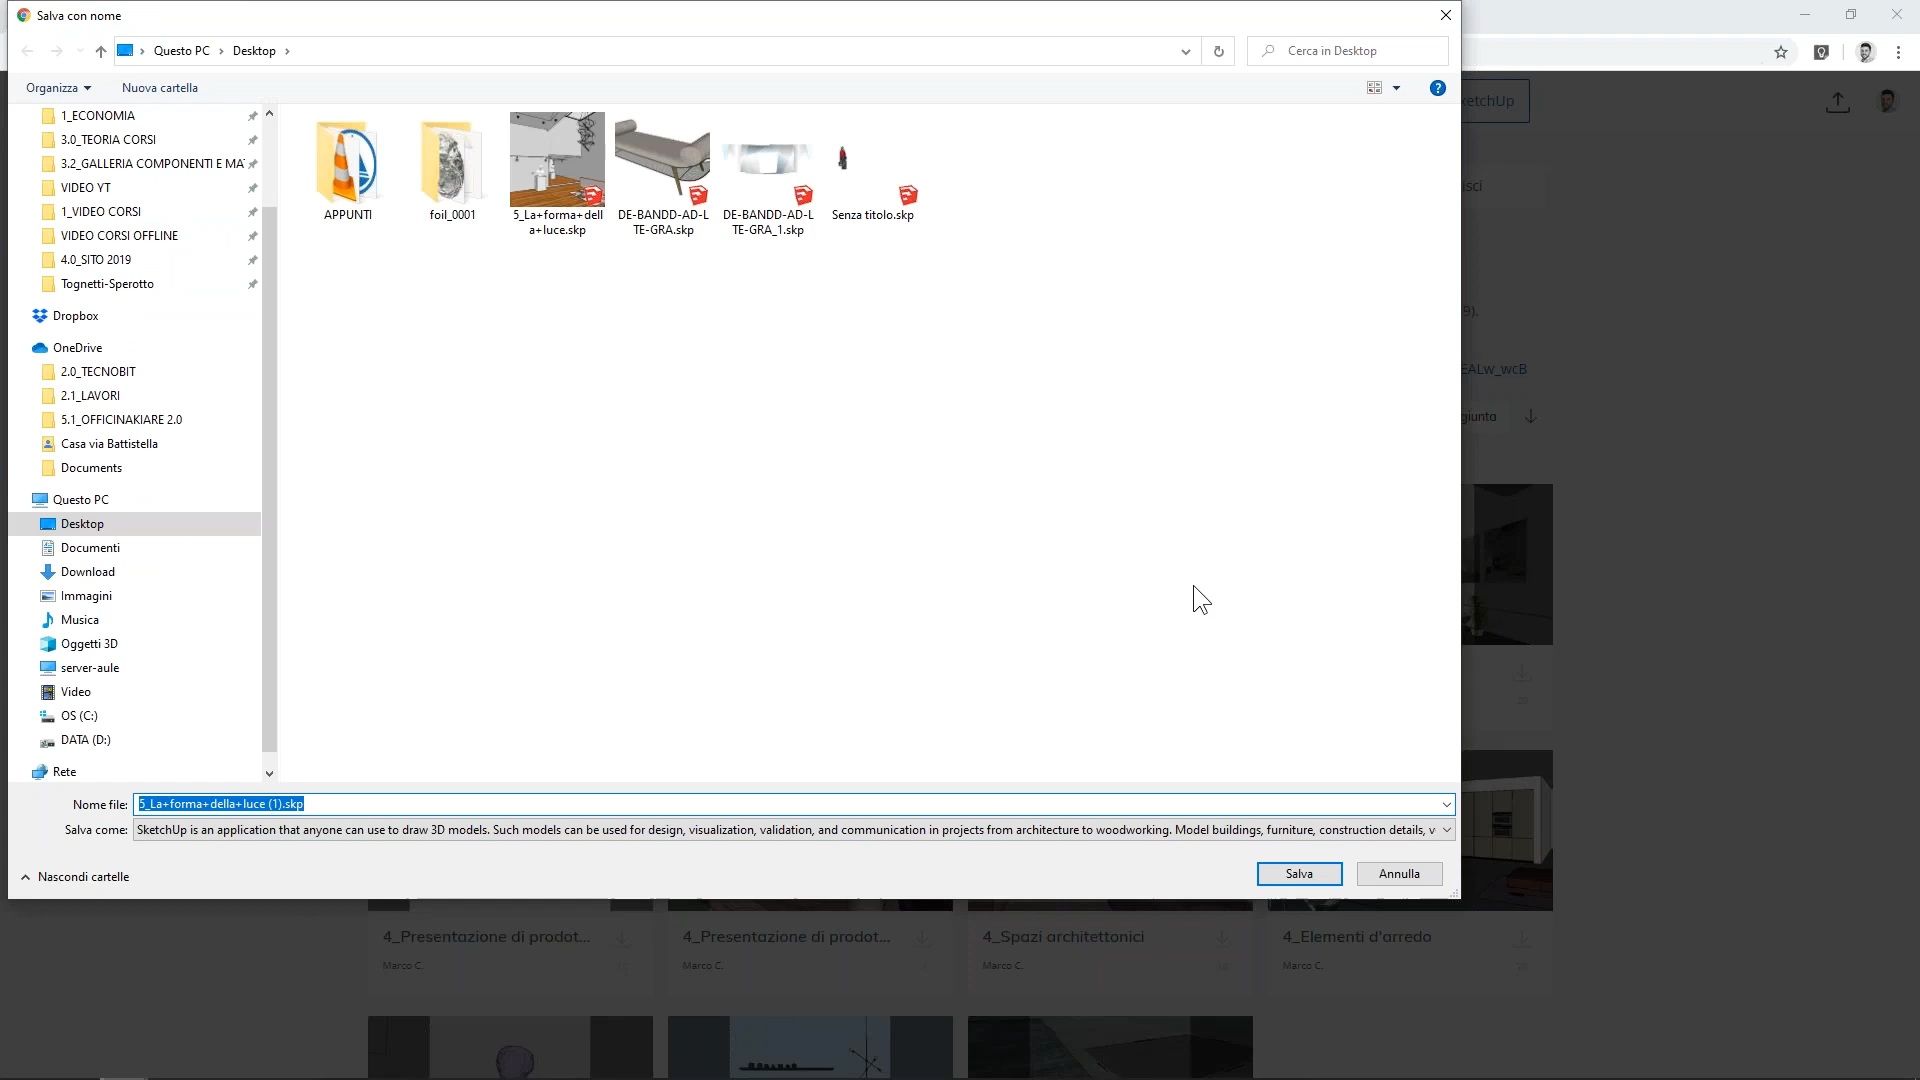 Salva con nome
Questo PC
Desktop
Cerca in Desktop
Organizza
Nuova cartella
?
1_ECONOMIA
3.0_TEORIA CORSI
3.2_GALLERIA COMPONENTI E MA
VIDEO YT
1_VIDEO CORSI
VIDEO CORSI OFFLINE
4.0_SITO 2019
Tognetti-Sperotto
Dropbox
OneDrive
2.0_TECNOBIT
2.1_LAVORI
5.1_OFFICINAKIARE 2.0
Casa via Battistella
Documents
Questo PC
Desktop
Documenti
Download
Immagini
Musica
Oggetti 3D
server-aule
Video
OS (C:)
DATA (D:)
Rete
APPUNTI
foil_0001
5_La+forma+dell
a+luce.skp
DE-BANDD-AD-L
TE-GRA.skp
DE-BANDD-AD-L
TE-GRA_1.skp
Senza titolo.skp
Nome file:
5_La+forma+della+luce (1).skp
Salva come:
SketchUp is an application that anyone can use to draw 3D models. Such models can be used for design, visualization, validation, and communication in projects from architecture to woodworking. Model buildings, furniture, construction details, v
Nascondi cartelle
Salva
Annulla
etchUp
isci
9).
EALw_wcB
giunta
4_Presentazione di prodot...
Marco C.
4_Presentazione di prodot...
Marco C.
4_Spazi architettonici
Marco C.
4_Elementi d'arredo
Marco C.